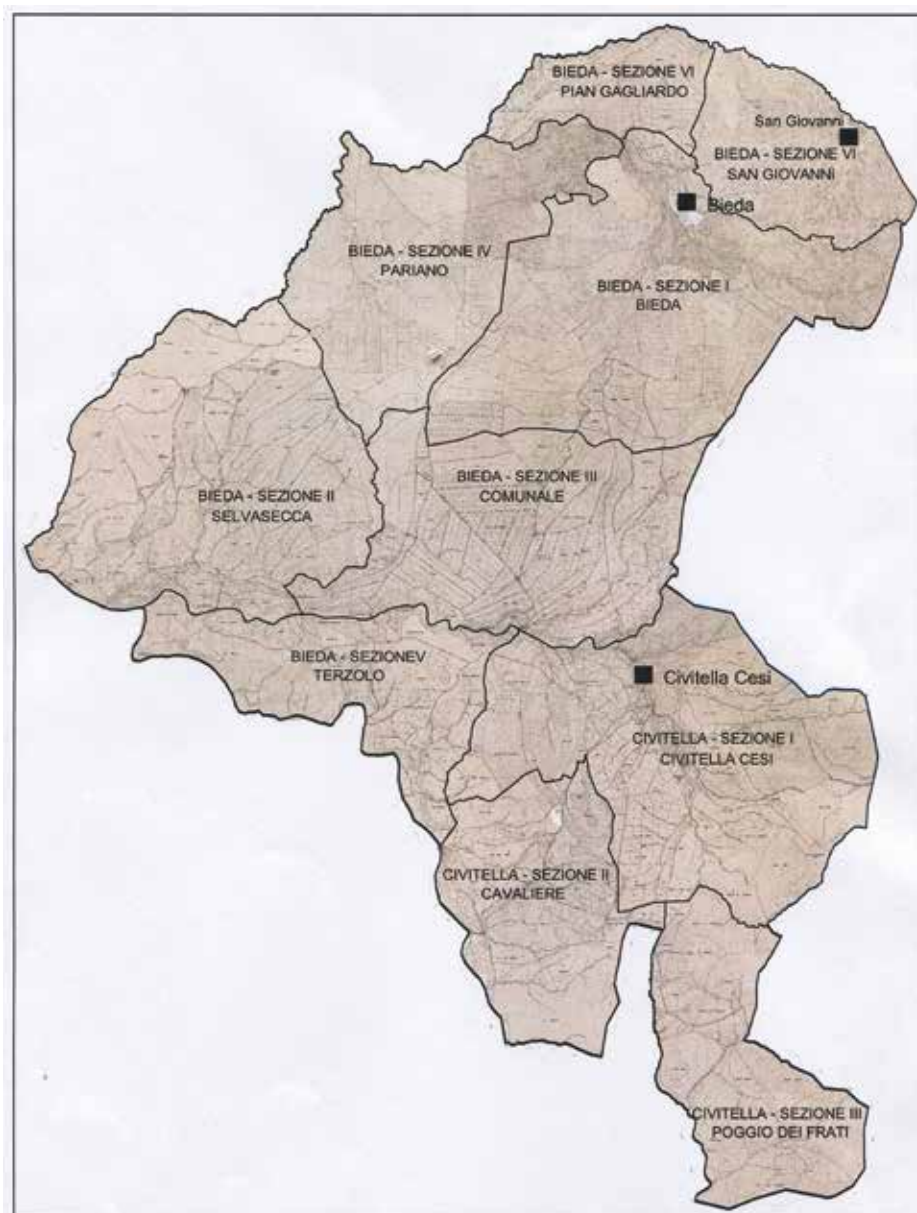 BIEDA - SEZIONE VI
PIAN GAGLIARDO
San Giovanni
BIEDA - SEZIONE VI
SAN GIOVANNI
Bieda
BIEDA - SEZIONE IV
PARIANO
BIEDA - SEZIONE I
BIEDA
BIEDA - SEZIONE II
SELVASECCA
BIEDA - SEZIONE III
COMUNALE
BIEDA - SEZIONEV
TERZOLO
Civitella Cesi
CIVITELLA - SEZIONE I
CIVITELLA CESI
CIVITELLA - SEZIONE II
CAVALIERE
CIVITELLA - SEZIONE III
POGGIO DEI FRATI